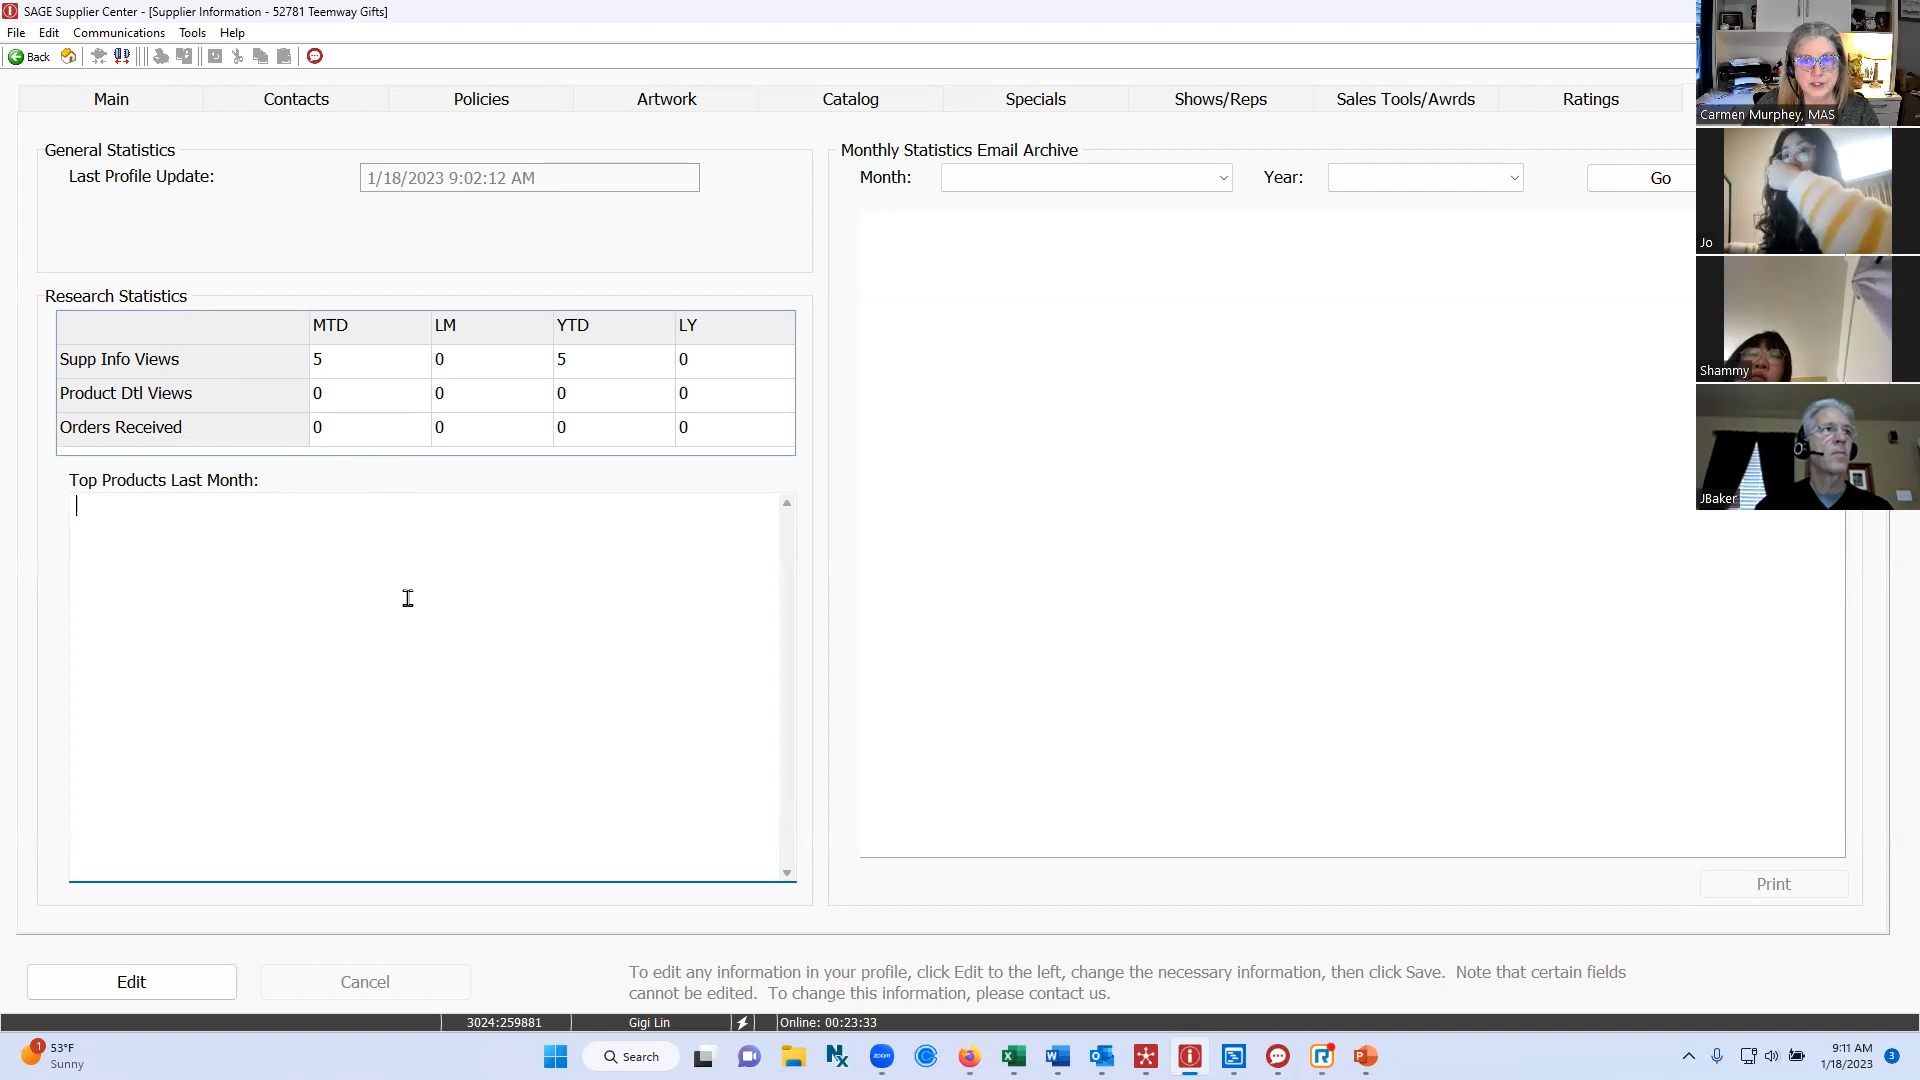 SAGE Supplier Center - [Supplier Information - 52781 Teemway Gifts]
File Edit Communications Tools Help
Back
Main Contacts Policies Artwork Catalog Specials Shows/Reps Sales Tools/Awrds Ratings
General Statistics
Last Profile Update: 1/18/2023 9:02:12 AM
Research Statistics
MTD LM YTD LY
Supp Info Views 5 0 5 0
Product Dtl Views 0 0 0 0
Orders Received 0 0 0 0
Top Products Last Month:
Monthly Statistics Email Archive
Month: Year: Go
Print
Carmen Murphey, MAS
Jo
Shammy
JBaker
Edit Cancel
To edit any information in your profile, click Edit to the left, change the necessary information, then click Save. Note that certain fields
cannot be edited. To change this information, please contact us.
3024:259881 Gigi Lin Online: 00:23:33
1
53°F
Sunny
Search
zoom
9:11 AM
1/18/2023
3